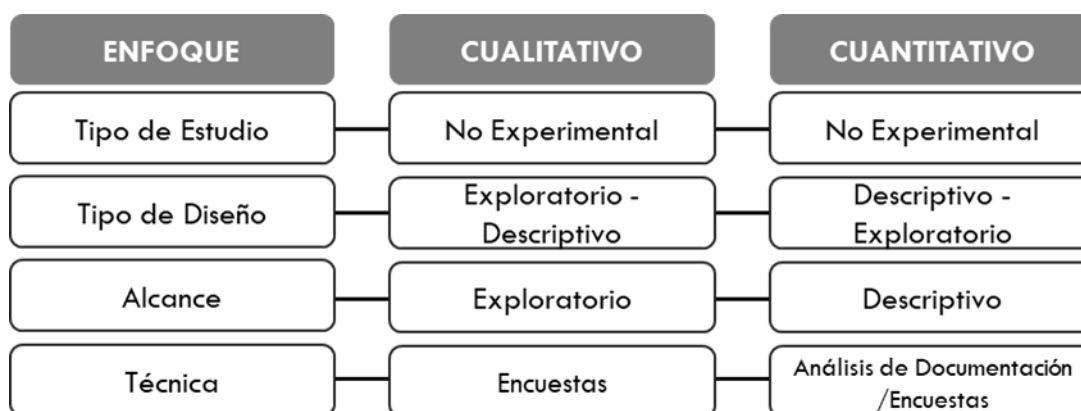 ENFOQUE CUALITATIVO CUANTITATIVO
Tipo de Estudio No Experimental No Experimental
Tipo de Diseño Exploratorio - Descriptivo Descriptivo - Exploratorio
Alcance Exploratorio Descriptivo
Técnica Encuestas Análisis de Documentación /Encuestas